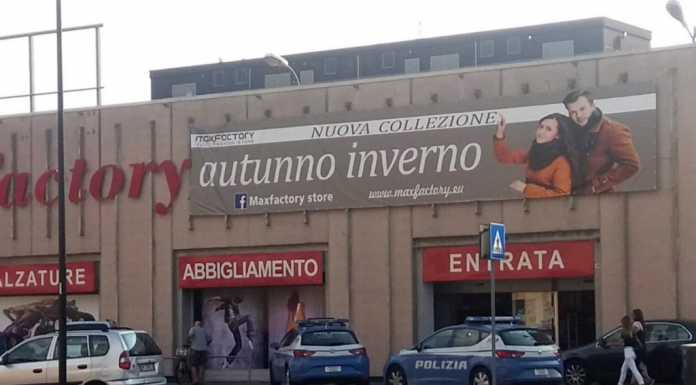 NUOVA COLLEZIONE
maxfactory
autunno inverno
Maxfactory store
www.maxfactory.eu
factory
ALZATURE
ABBIGLIAMENTO
ENTRATA
POLIZIA